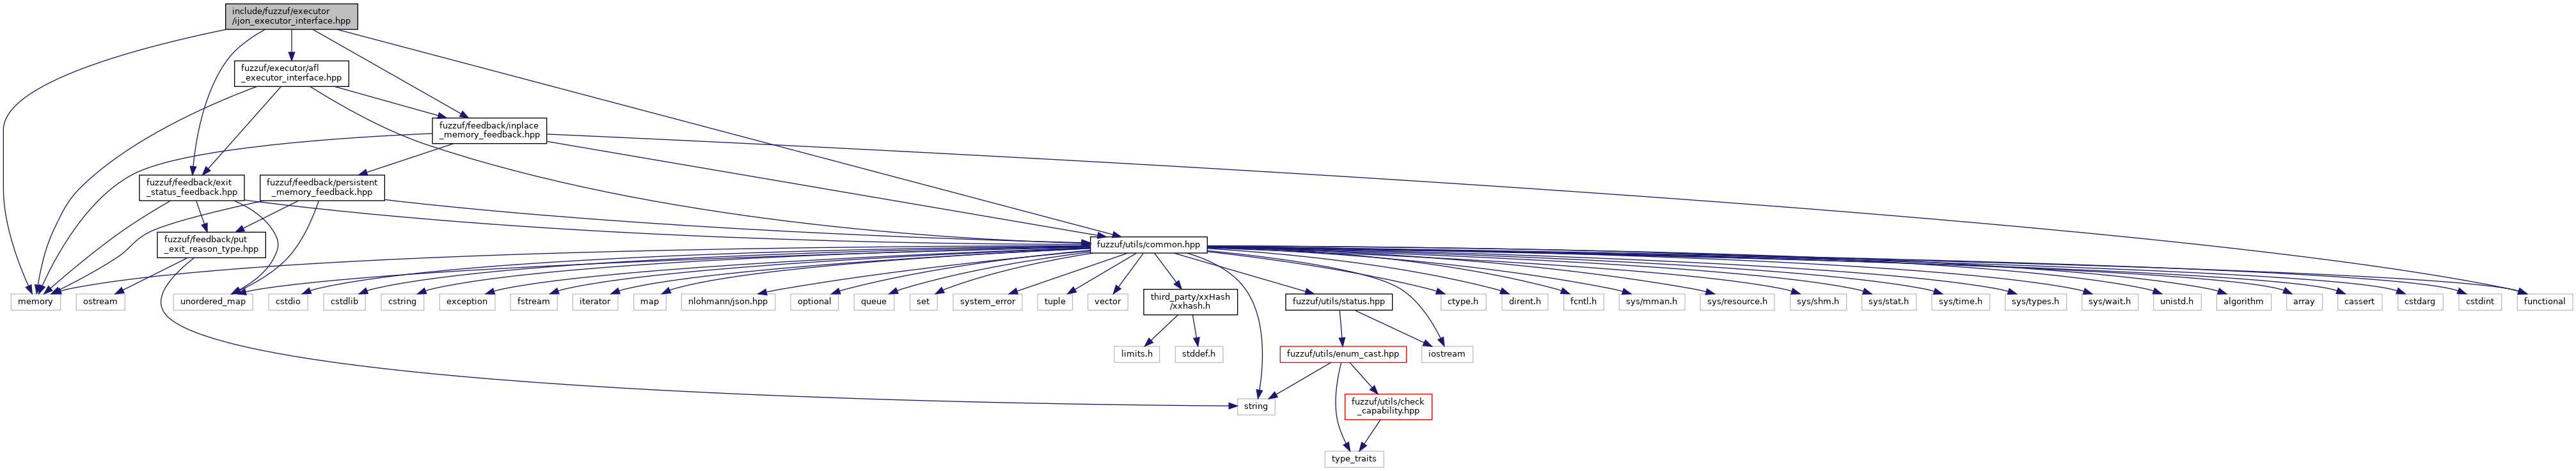 include/fuzzuf/executor
/ijon_executor_interface.hpp
fuzzuf/executor/afl
_executor_interface.hpp
fuzzuf/feedback/inplace
_memory_feedback.hpp
fuzzuf/feedback/exit
_status_feedback.hpp
fuzzuf/feedback/persistent
_memory_feedback.hpp
fuzzuf/feedback/put
_exit_reason_type.hpp
fuzzuf/utils/common.hpp
memory
ostream
unordered_map
cstdio
cstdlib
cstring
exception
fstream
iterator
map
nlohmann/json.hpp
optional
queue
set
system_error
tuple
vector
third_party/xxHash
/xxhash.h
fuzzuf/utils/status.hpp
ctype.h
dirent.h
fcntl.h
sys/mman.h
sys/resource.h
sys/shm.h
sys/stat.h
sys/time.h
sys/types.h
sys/wait.h
unistd.h
algorithm
array
cassert
cstdarg
cstdint
functional
limits.h
stddef.h
fuzzuf/utils/enum_cast.hpp
iostream
string
fuzzuf/utils/check
_capability.hpp
type_traits